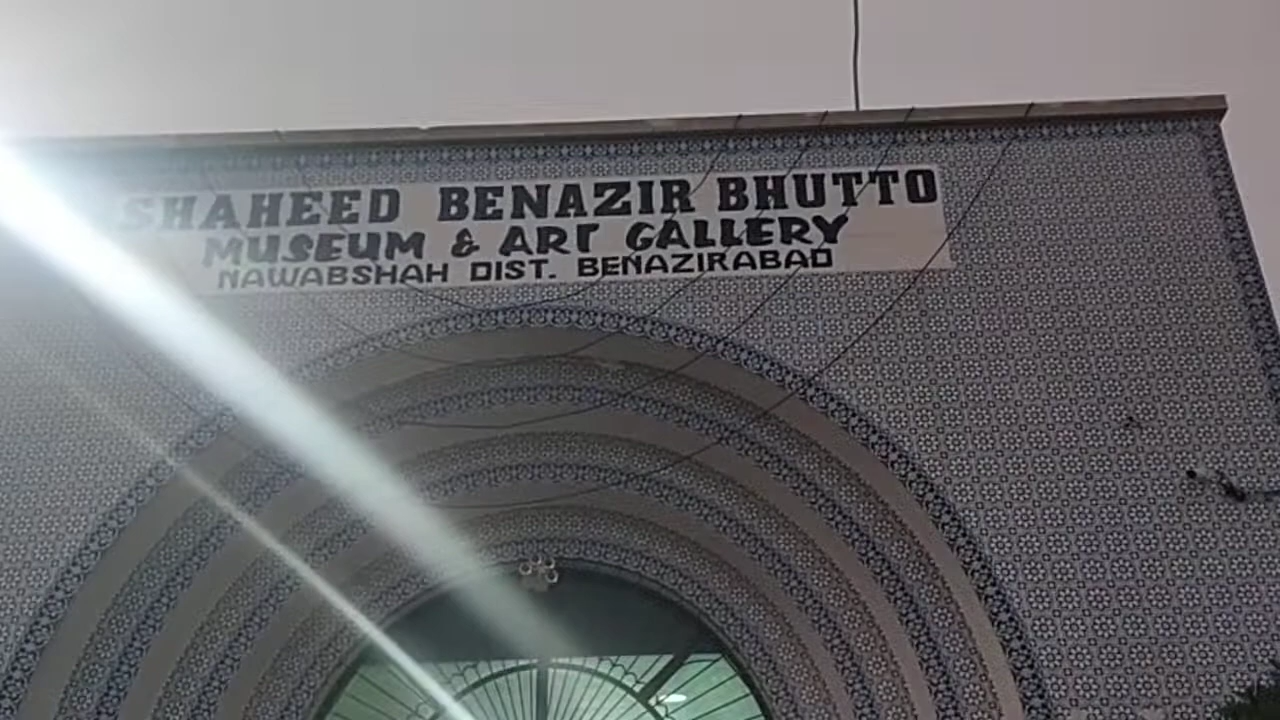 SHAHEED BENAZIR BHUTTO
MUSEUM & ART GALLERY
NAWABSHAH DIST. BENAZIRABAD